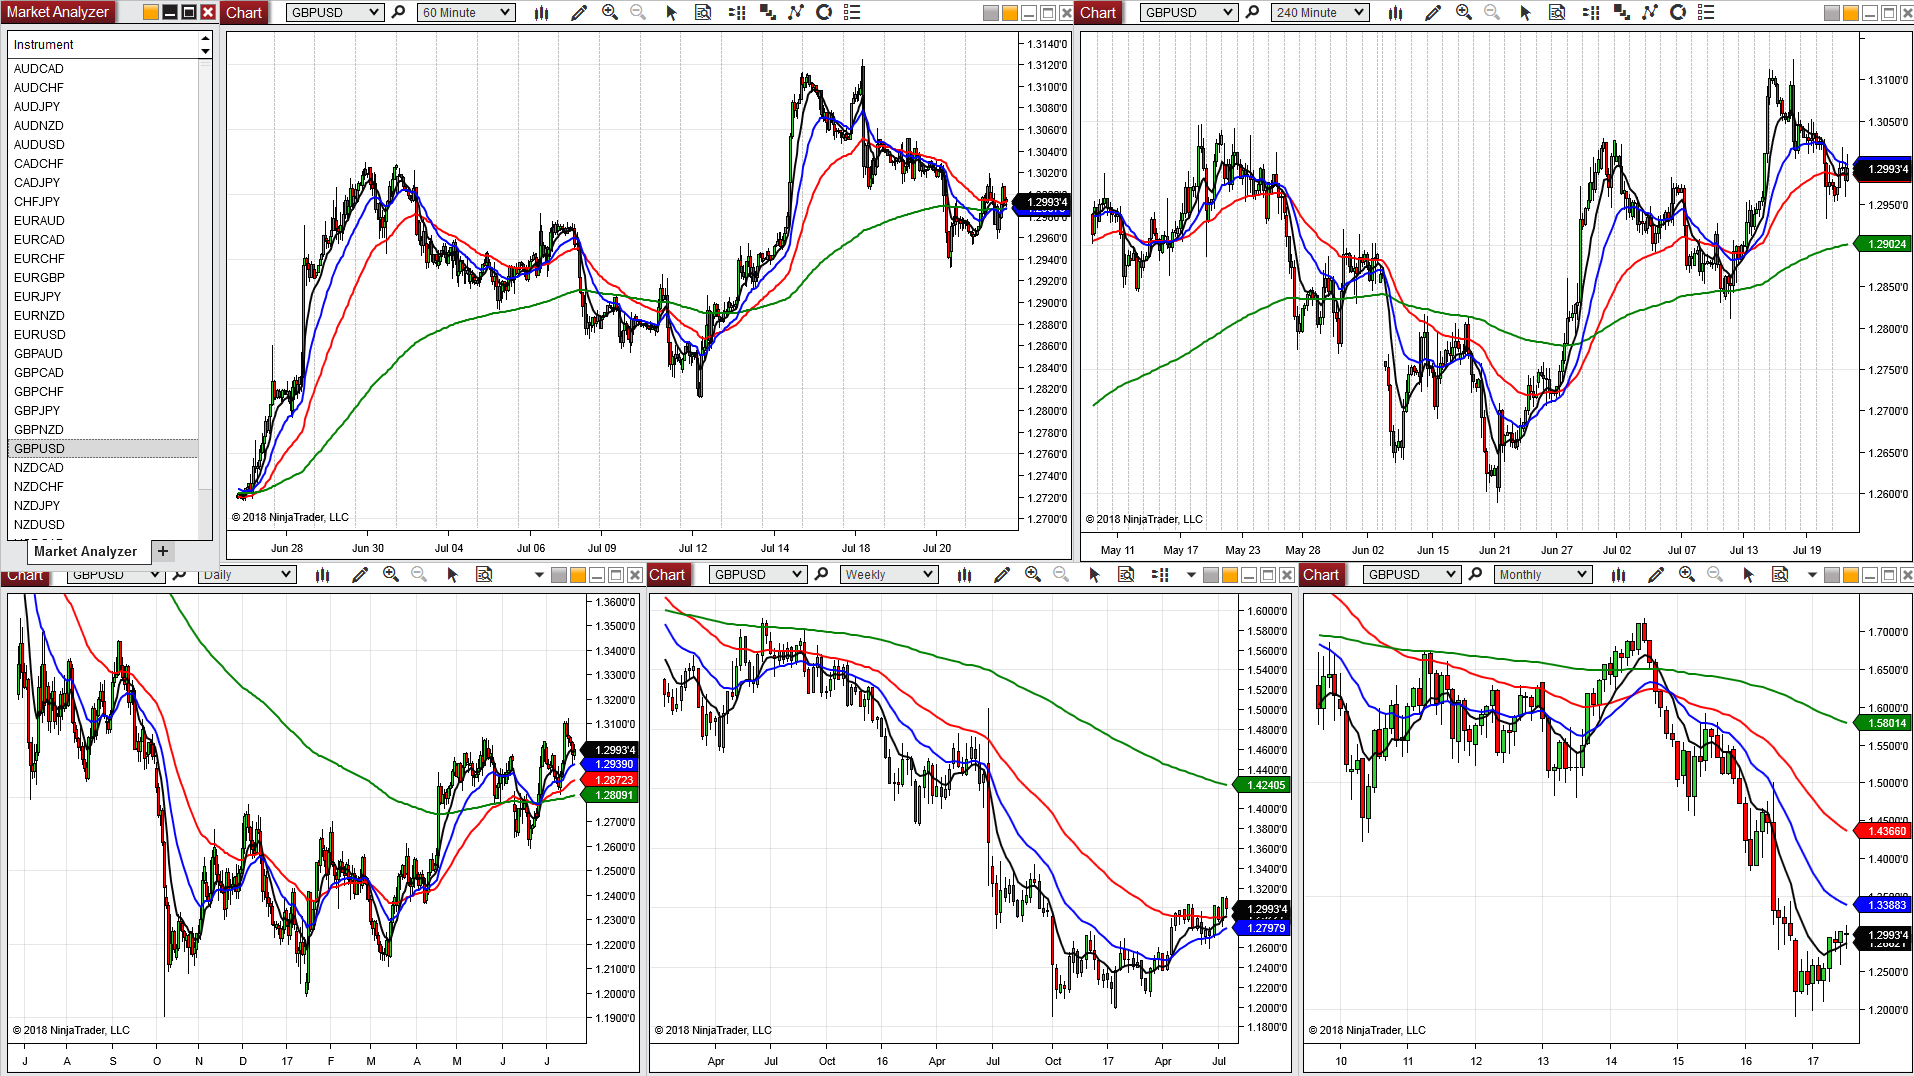 Market Analyzer
Instrument
AUDCAD
AUDCHF
AUDJPY
AUDNZD
AUDUSD
CADCHF
CADJPY
CHFJPY
EURAUD
EURCAD
EURCHF
EURGBP
EURJPY
EURNZD
EURUSD
GBPAUD
GBPCAD
GBPCHF
GBPJPY
GBPNZD
GBPUSD
NZDCAD
NZDCHF
NZDJPY
NZDUSD
Market Analyzer +
Chart GBPUSD 60 Minute
1.3140'0
1.3120'0
1.3100'0
1.3080'0
1.3060'0
1.3040'0
1.3020'0
1.2993'4
1.2960'0
1.2940'0
1.2920'0
1.2900'0
1.2880'0
1.2860'0
1.2840'0
1.2820'0
1.2800'0
1.2780'0
1.2760'0
1.2740'0
1.2720'0
1.2700'0
© 2018 NinjaTrader, LLC
Jun 28 Jun 30 Jul 04 Jul 06 Jul 09 Jul 12 Jul 14 Jul 18 Jul 20
Chart GBPUSD 240 Minute
1.3100'0
1.3050'0
1.2993'4
1.2950'0
1.29024
1.2850'0
1.2800'0
1.2750'0
1.2700'0
1.2650'0
1.2600'0
© 2018 NinjaTrader, LLC
May 11 May 17 May 23 May 28 Jun 02 Jun 15 Jun 21 Jun 27 Jul 02 Jul 07 Jul 13 Jul 19
Chart GBPUSD Daily
1.3600'0
1.3500'0
1.3400'0
1.3300'0
1.3200'0
1.3100'0
1.2993'4
1.29390
1.28723
1.28091
1.2700'0
1.2600'0
1.2500'0
1.2400'0
1.2300'0
1.2200'0
1.2100'0
1.2000'0
1.1900'0
© 2018 NinjaTrader, LLC
J A S O N D 17 F M A M J J
Chart GBPUSD Weekly
1.6000'0
1.5800'0
1.5600'0
1.5400'0
1.5200'0
1.5000'0
1.4800'0
1.4600'0
1.4400'0
1.42405
1.4000'0
1.3800'0
1.3600'0
1.3400'0
1.3200'0
1.2993'4
1.27979
1.2600'0
1.2400'0
1.2200'0
1.2000'0
1.1800'0
© 2018 NinjaTrader, LLC
Apr Jul Oct 16 Apr Jul Oct 17 Apr Jul
Chart GBPUSD Monthly
1.7000'0
1.6500'0
1.6000'0
1.58014
1.5500'0
1.5000'0
1.43660
1.4000'0
1.33883
1.2993'4
1.2500'0
1.2000'0
© 2018 NinjaTrader, LLC
10 11 12 13 14 15 16 17